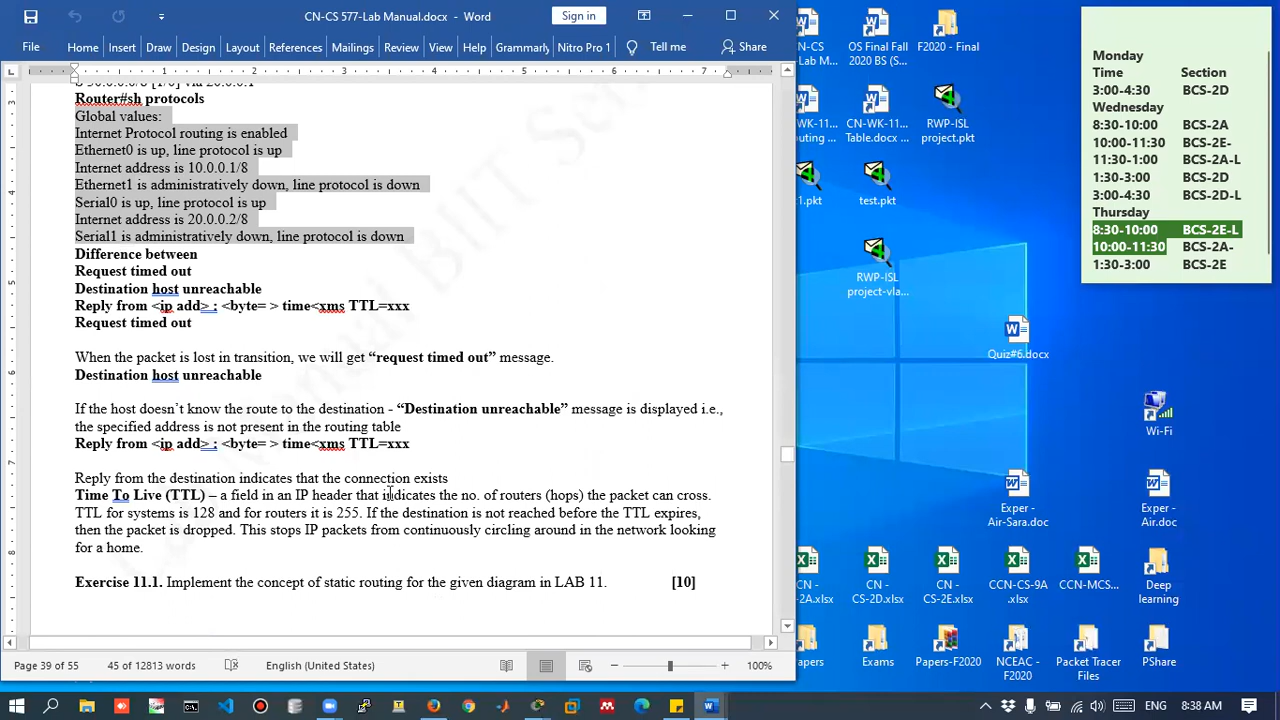 CN-CS 577-Lab Manual.docx - Word
Sign in
File Home Insert Draw Design Layout References Mailings Review View Help Grammarly Nitro Pro 1 Tell me Share
Router#sh protocols
Global values:
Internet Protocol routing is enabled
Ethernet0 is up, line protocol is up
Internet address is 10.0.0.1/8
Ethernet1 is administratively down, line protocol is down
Serial0 is up, line protocol is up
Internet address is 20.0.0.2/8
Serial1 is administratively down, line protocol is down
Difference between
Request timed out
Destination host unreachable
Reply from <ip add> : <byte= > time<xms TTL=xxx
Request timed out
When the packet is lost in transition, we will get “request timed out” message.
Destination host unreachable
If the host doesn’t know the route to the destination - “Destination unreachable” message is displayed i.e.,
the specified address is not present in the routing table
Reply from <ip add> : <byte= > time<xms TTL=xxx
Reply from the destination indicates that the connection exists
Time To Live (TTL) – a field in an IP header that indicates the no. of routers (hops) the packet can cross.
TTL for systems is 128 and for routers it is 255. If the destination is not reached before the TTL expires,
then the packet is dropped. This stops IP packets from continuously circling around in the network looking
for a home.
Exercise 11.1. Implement the concept of static routing for the given diagram in LAB 11. [10]
Page 39 of 55 45 of 12813 words English (United States) 100%
CN-CS
Lab M...
OS Final Fall
2020 BS (S...
F2020 - Final
CN-WK-11...
Table.docx
RWP-ISL
project.pkt
1.pkt
test.pkt
RWP-ISL
project-vla...
Quiz#6.docx
Wi-Fi
Exper -
Air-Sara.doc
Exper -
Air.doc
CN -
CS-2A.xlsx
CN -
CS-2D.xlsx
CN -
CS-2E.xlsx
CCN-CS-9A
.xlsx
CCN-MCS...
Deep
learning
apers
Exams
Papers-F2020
NCEAC -
F2020
Packet Tracer
Files
PShare
Monday
Time Section
3:00-4:30 BCS-2D
Wednesday
8:30-10:00 BCS-2A
10:00-11:30 BCS-2E-
11:30-1:00 BCS-2A-L
1:30-3:00 BCS-2D
3:00-4:30 BCS-2D-L
Thursday
8:30-10:00 BCS-2E-L
10:00-11:30 BCS-2A-
1:30-3:00 BCS-2E
ENG 8:38 AM